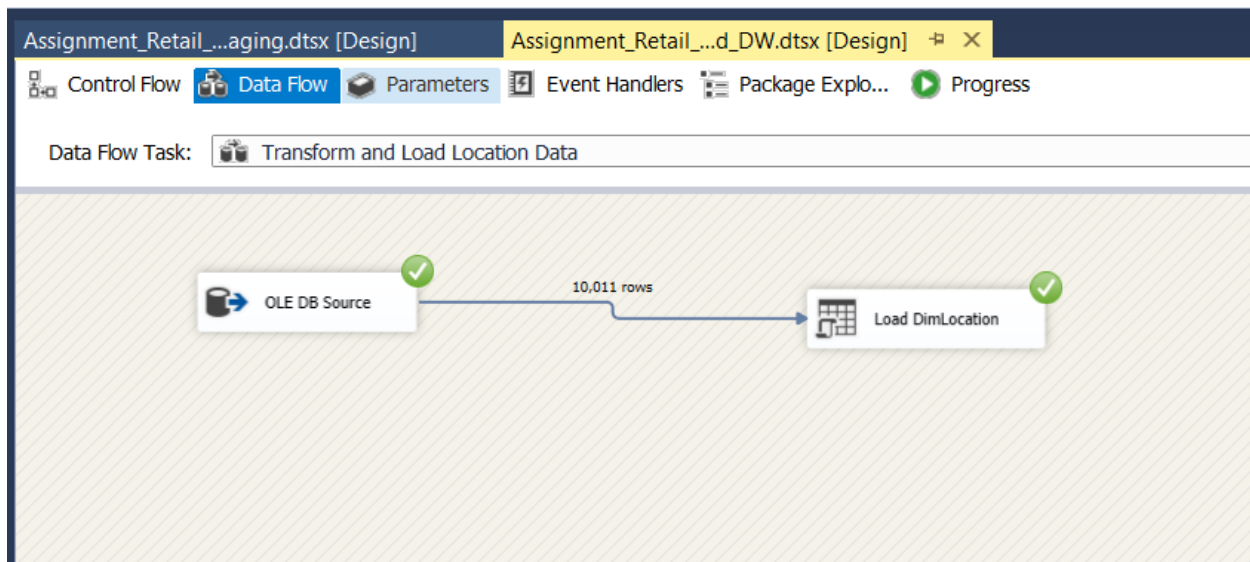 Assignment_Retail_...aging.dtsx [Design] Assignment_Retail_...d_DW.dtsx [Design]
Control Flow Data Flow Parameters Event Handlers Package Explo... Progress
Data Flow Task: Transform and Load Location Data
10,011 rows
OLE DB Source
Load DimLocation